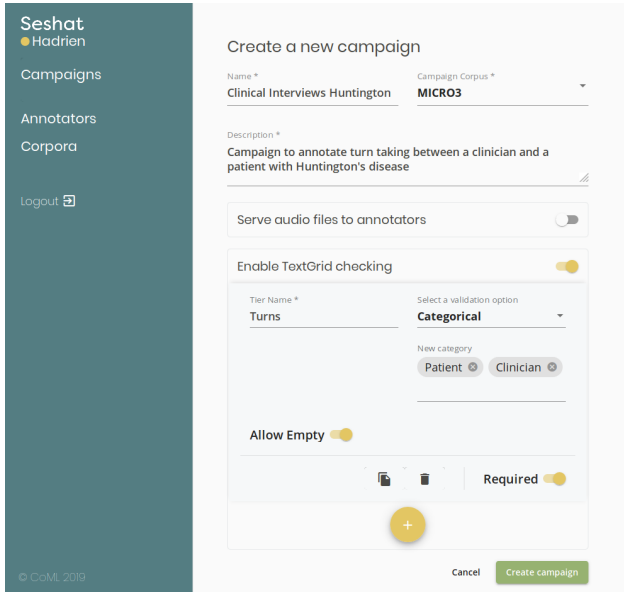 Seshat
Hadrien
Campaigns
Annotators
Corpora
Logout
© CoML 2019
Create a new campaign
Name *
Clinical Interviews Huntington
Campaign Corpus *
MICRO3
Description *
Campaign to annotate turn taking between a clinician and a
patient with Huntington's disease
Serve audio files to annotators
Enable TextGrid checking
Tier Name *
Turns
Select a validation option
Categorical
New category
Patient
Clinician
Allow Empty
Required
+
Cancel
Create campaign